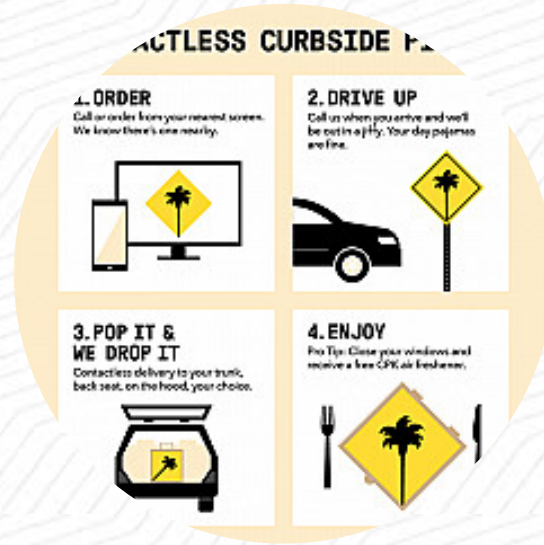 ACTLESS CURBSIDE PI
1. ORDER
Call or order from your nearest screen.
We know there's one nearby.
2. DRIVE UP
Call us when you arrive and we'll
be out in a jiffy. Your day pajamas
are fine.
3. POP IT &
WE DROP IT
Contactless delivery to your trunk,
back seat, on the hood, your choice.
4. ENJOY
Pro Tip: Close your windows and
receive a free CPK air freshener.